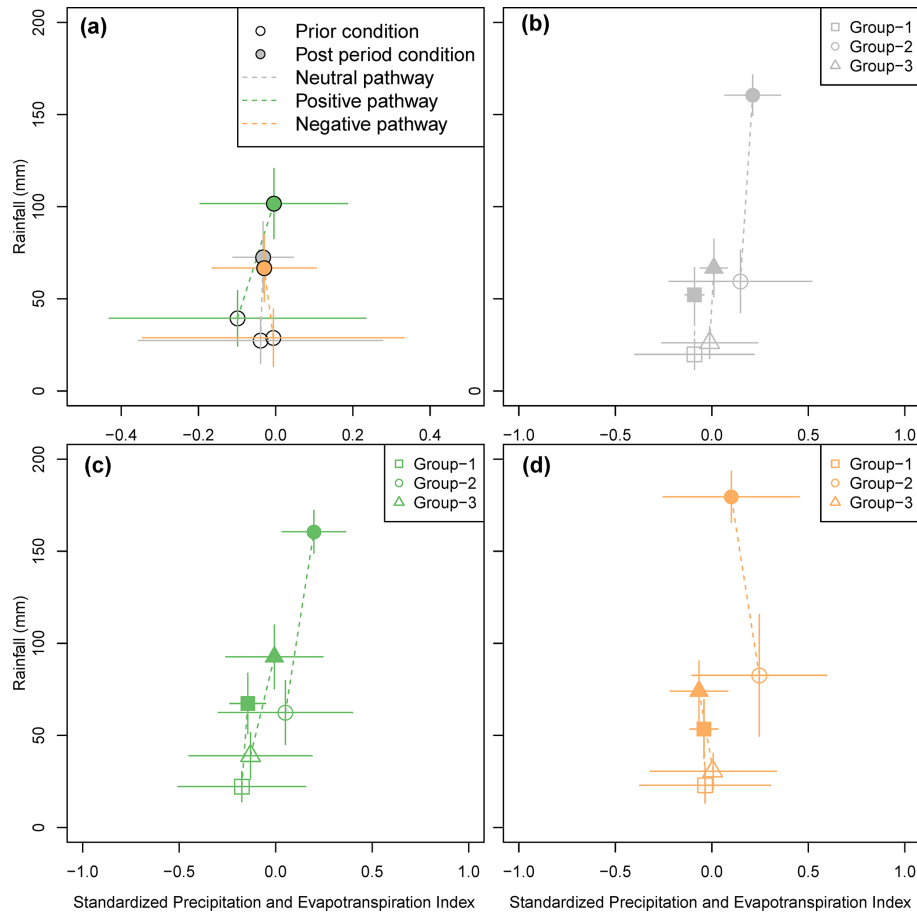 (a)
Prior condition
Post period condition
Neutral pathway
Positive pathway
Negative pathway
Rainfall (mm)
0
50
100
150
200
−0.4
−0.2
0.0
0.2
0.4
(b)
Group−1
Group−2
Group−3
0
−1.0
−0.5
0.0
0.5
1.0
(c)
Group−1
Group−2
Group−3
Rainfall (mm)
0
50
100
150
200
−1.0
−0.5
0.0
0.5
1.0
Standardized Precipitation and Evapotranspiration Index
(d)
Group−1
Group−2
Group−3
−1.0
−0.5
0.0
0.5
1.0
Standardized Precipitation and Evapotranspiration Index